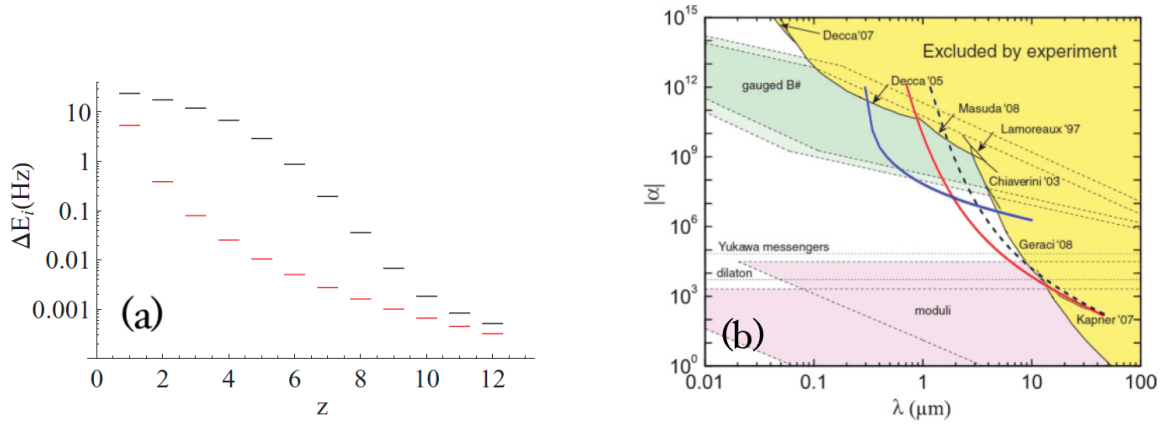 10
1
0.1
0.01
0.001
ΔE_i(Hz)
0 2 4 6 8 10 12
z
(a)
10^15
10^12
10^9
10^6
10^3
10^0
|α|
Decca'07
Excluded by experiment
gauged B#
Decca'05
Masuda '08
Lamoreaux '97
Chiaverini '03
Geraci '08
Yukawa messengers
dilaton
moduli
Kapner '07
(b)
0.01 0.1 1 10 100
λ (μm)